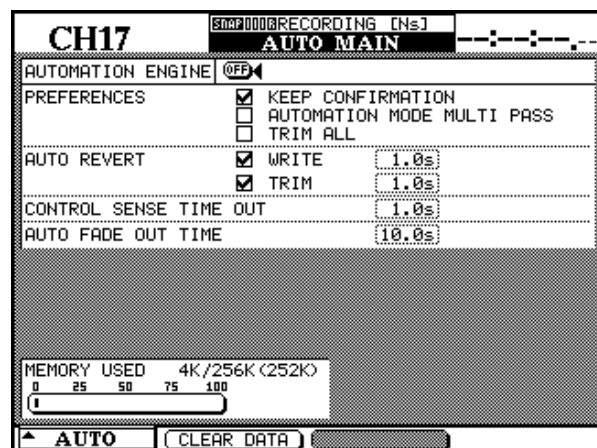 CH17
SNAP000BRECORDING [Ns]
AUTO MAIN
--:--:--.--
AUTOMATION ENGINE OFF
PREFERENCES
KEEP CONFIRMATION
AUTOMATION MODE MULTI PASS
TRIM ALL
AUTO REVERT
WRITE 1.0s
TRIM 1.0s
CONTROL SENSE TIME OUT 1.0s
AUTO FADE OUT TIME 10.0s
MEMORY USED 4K/256K(252K)
0 25 50 75 100
AUTO
CLEAR DATA